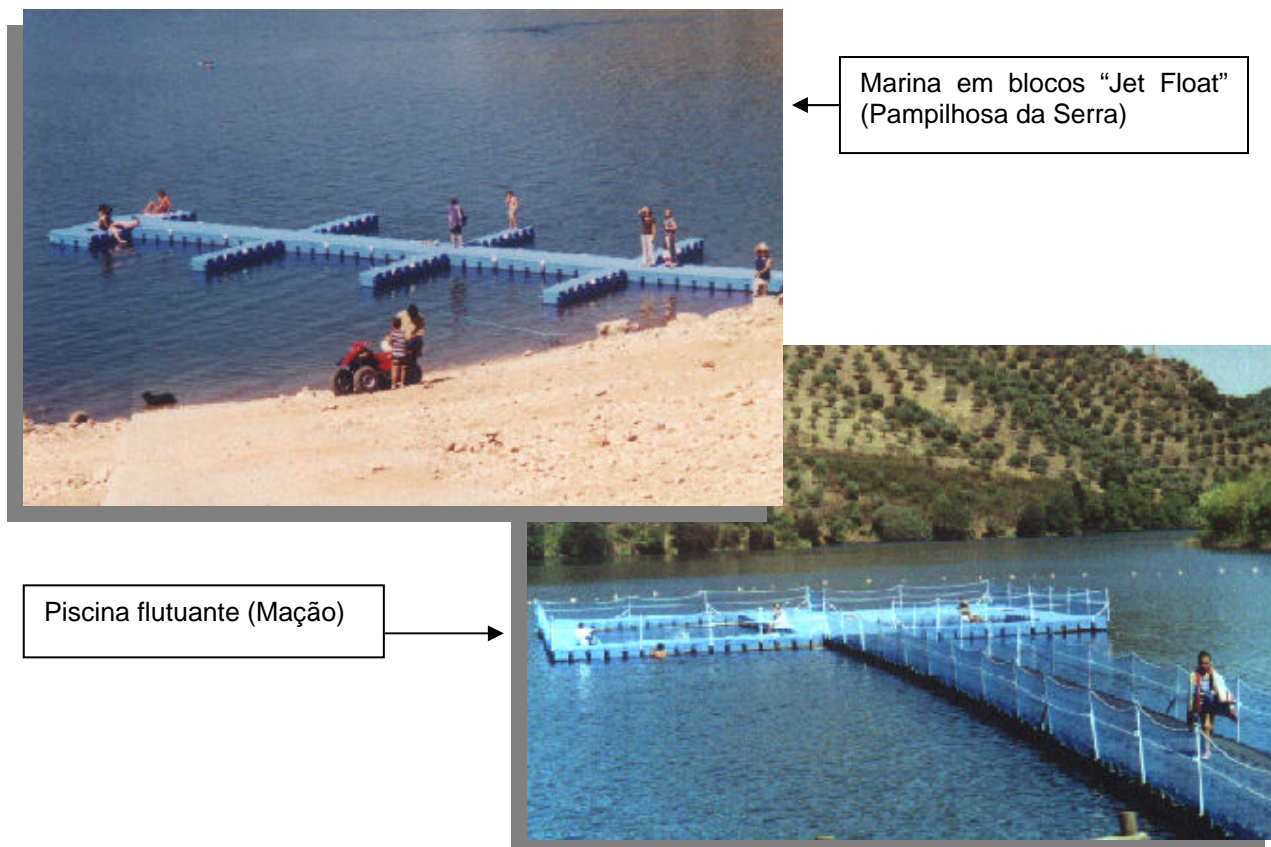 Marina em blocos “Jet Float”
(Pampilhosa da Serra)
Piscina flutuante (Mação)